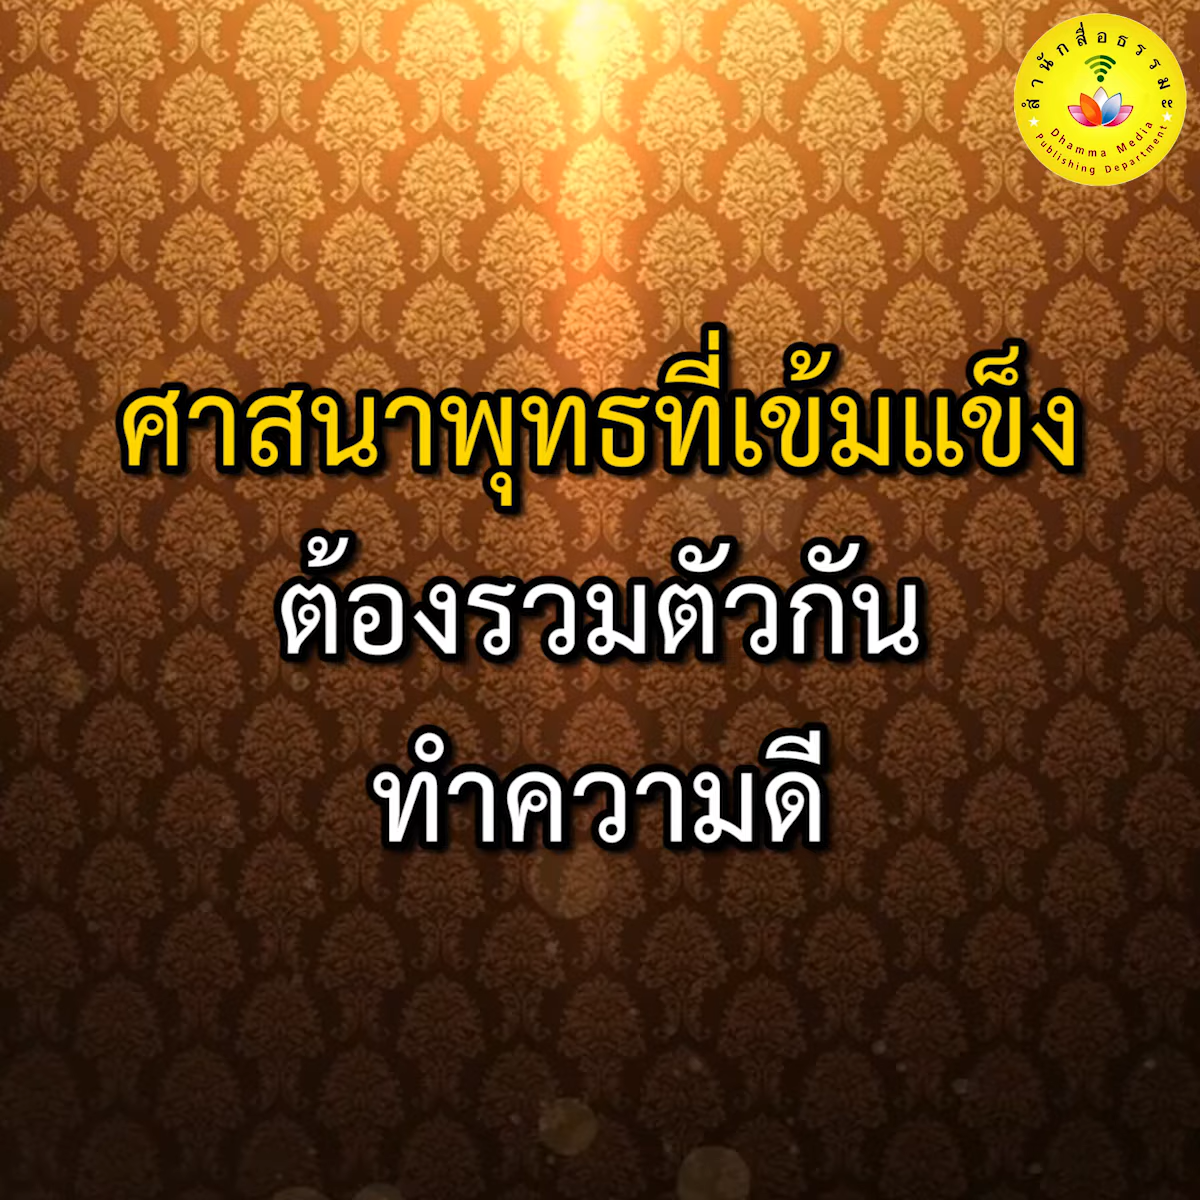 สำนักสื่อธรรมะ
Dhamma Media
Publishing Department
ศาสนาพุทธที่เข้มแข็ง
ต้องรวมตัวกัน
ทำความดี